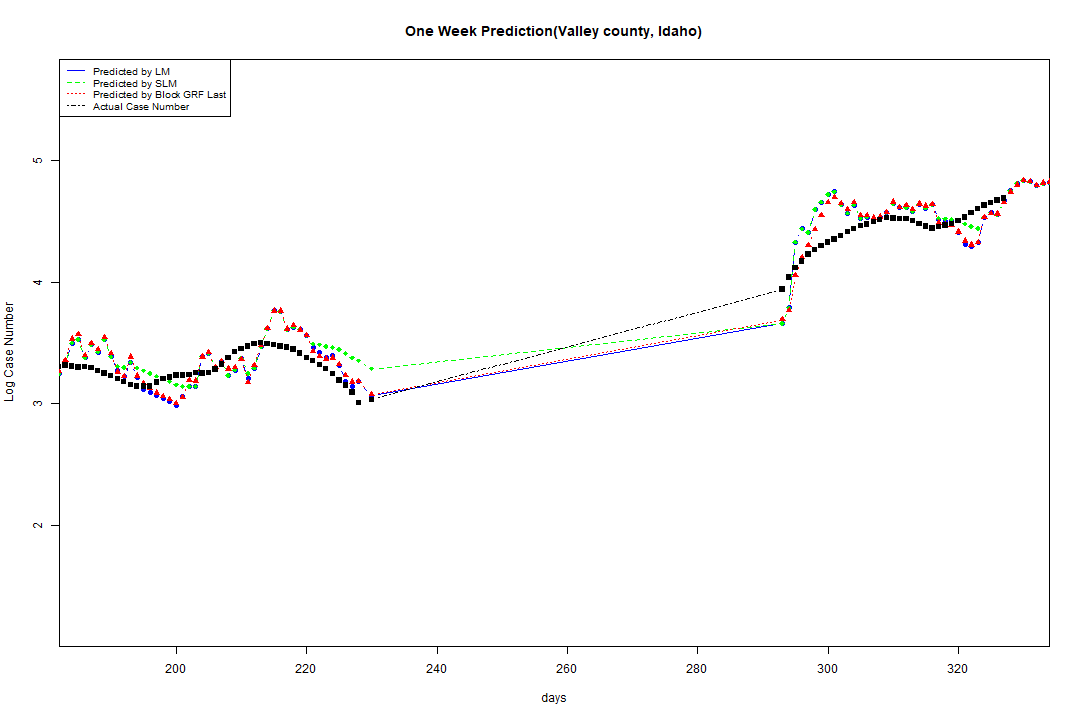 One Week Prediction(Valley county, Idaho)
Predicted by LM
Predicted by SLM
Predicted by Block GRF Last
Actual Case Number
5
4
3
2
Log Case Number
200 220 240 260 280 300 320
days